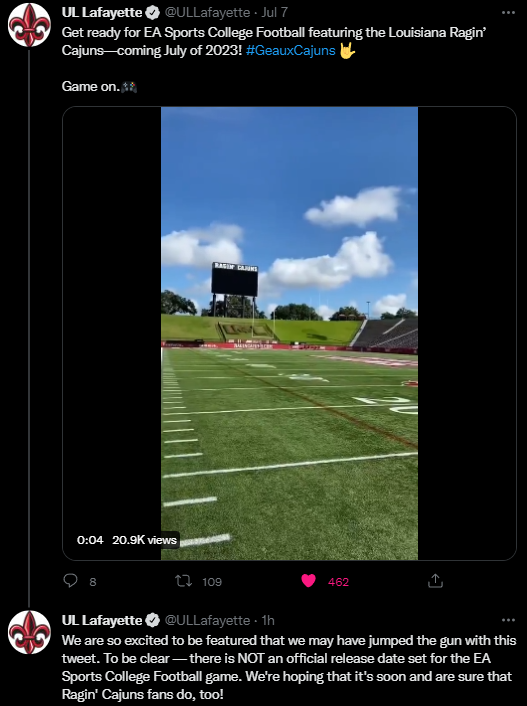 UL Lafayette @ULLafayette · Jul 7
Get ready for EA Sports College Football featuring the Louisiana Ragin’
Cajuns—coming July of 2023! #GeauxCajuns 🤟
Game on.🎮
RAGIN' CAJUNS
0:04 20.9K views
8 109 462
UL Lafayette @ULLafayette · 1h
We are so excited to be featured that we may have jumped the gun with this
tweet. To be clear — there is NOT an official release date set for the EA
Sports College Football game. We're hoping that it's soon and are sure that
Ragin' Cajuns fans do, too!